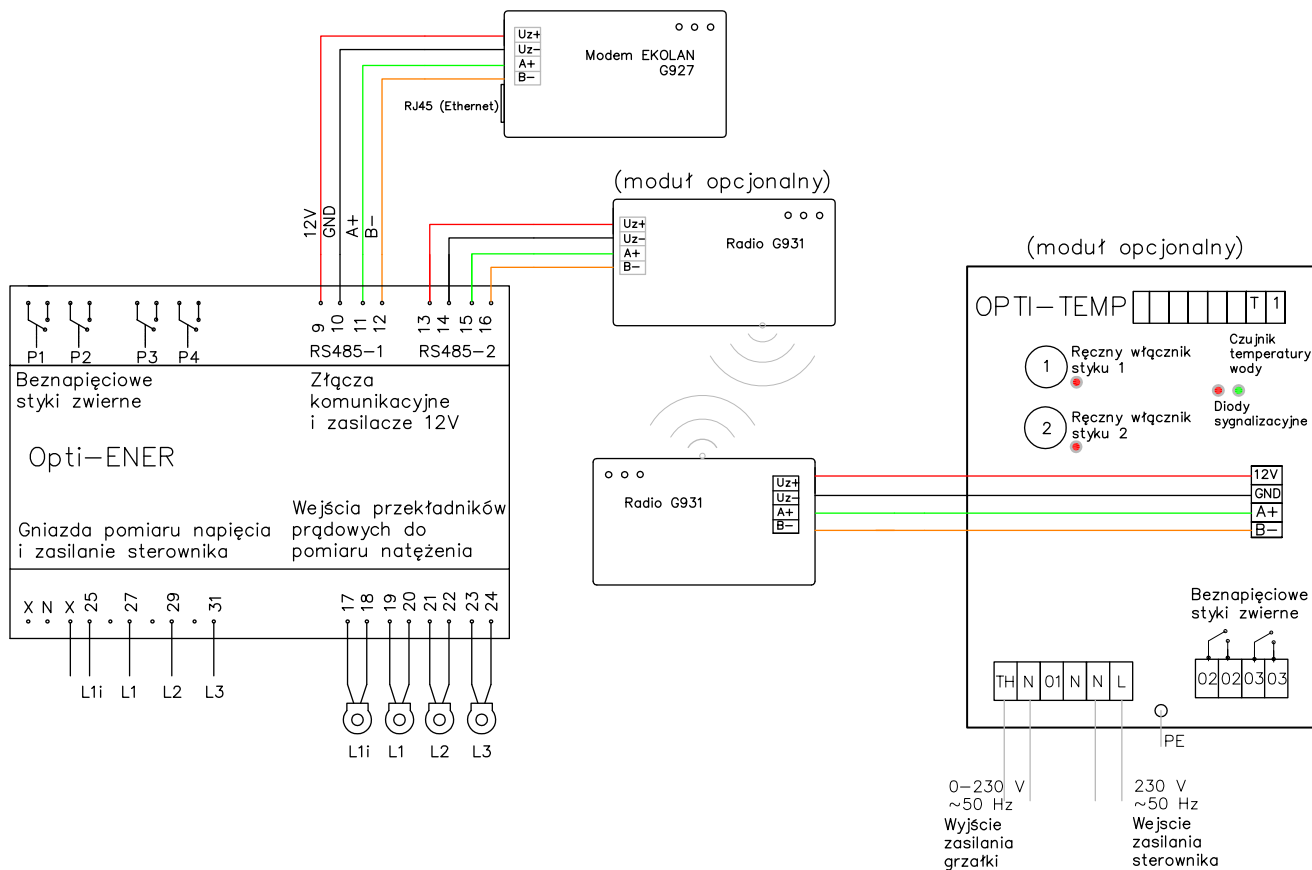 Uz+
Uz-
A+
B-
Modem EKOLAN
G927
RJ45 (Ethernet)
12V
GND
A+
B-
(moduł opcjonalny)
Uz+
Uz-
A+
B-
Radio G931
P1
P2
P3
P4
9
10
11
12
13
14
15
16
RS485-1
RS485-2
Beznapięciowe
styki zwierne
Złącza
komunikacyjne
i zasilacze 12V
Opti-ENER
Gniazda pomiaru napięcia
i zasilanie sterownika
Wejścia przekładników
prądowych do
pomiaru natężenia
X N X 25 27 29 31
17 18 19 20 21 22 23 24
L1i L1 L2 L3
L1i L1 L2 L3
Radio G931
Uz+
Uz-
A+
B-
(moduł opcjonalny)
OPTI-TEMP
T 1
1
Ręczny włącznik
styku 1
Czujnik
temperatury
wody
2
Ręczny włącznik
styku 2
Diody
sygnalizacyjne
12V
GND
A+
B-
Beznapięciowe
styki zwierne
02 02 03 03
TH N 01 N N L
PE
0-230 V
~50 Hz
Wyjście
zasilania
grzałki
230 V
~50 Hz
Wejscie
zasilania
sterownika